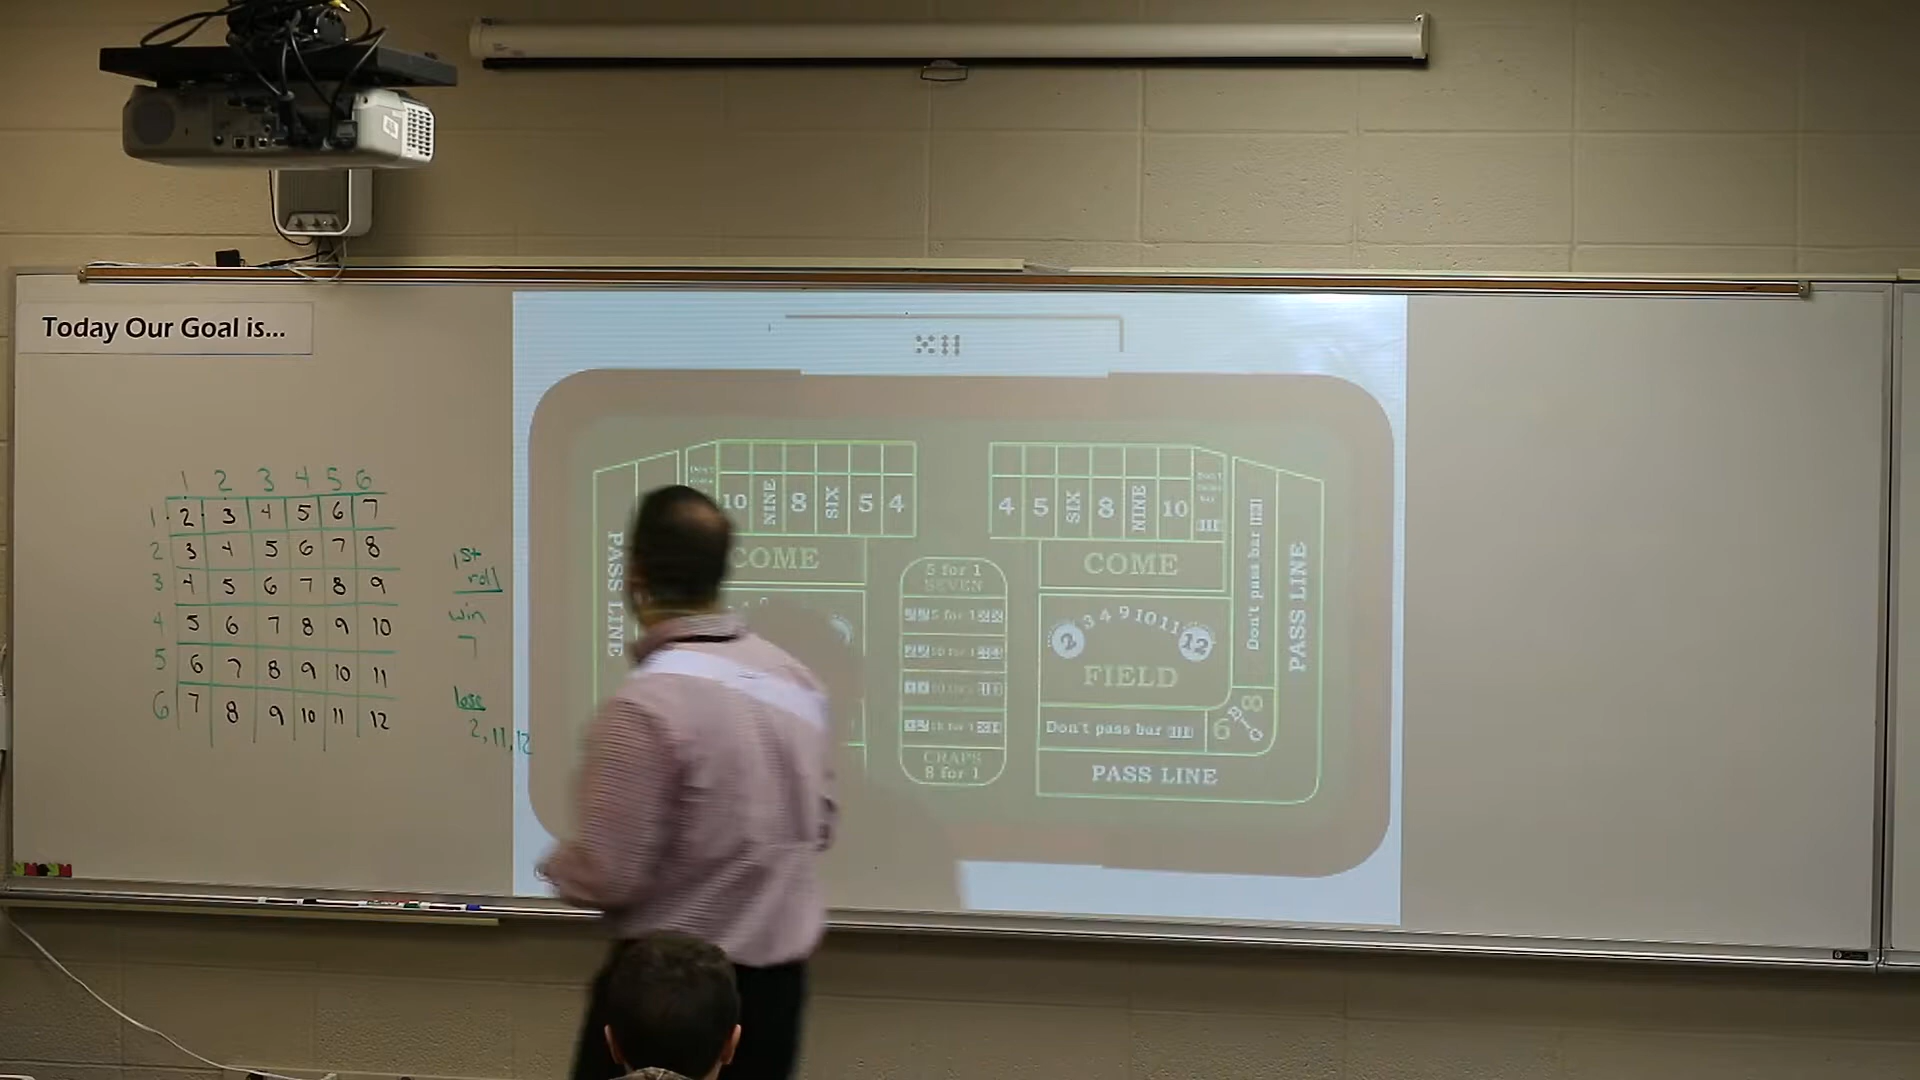 Today Our Goal is...
1 2 3 4 5 6
1 2 3 4 5 6 7
2 3 4 5 6 7 8
3 4 5 6 7 8 9
4 5 6 7 8 9 10
5 6 7 8 9 10 11
6 7 8 9 10 11 12
1st
roll
win
7
lose
2, 11, 12
PASS LINE
10 NINE 8 SIX 5 4
COME
5 for 1
SEVEN
5 for 1
CRAPS
8 for 1
4 5 SIX 8 NINE 10
COME
2 3 4 9 10 11 12
FIELD
Don't pass bar
6 8
BIG
PASS LINE
Don't pass bar
PASS LINE